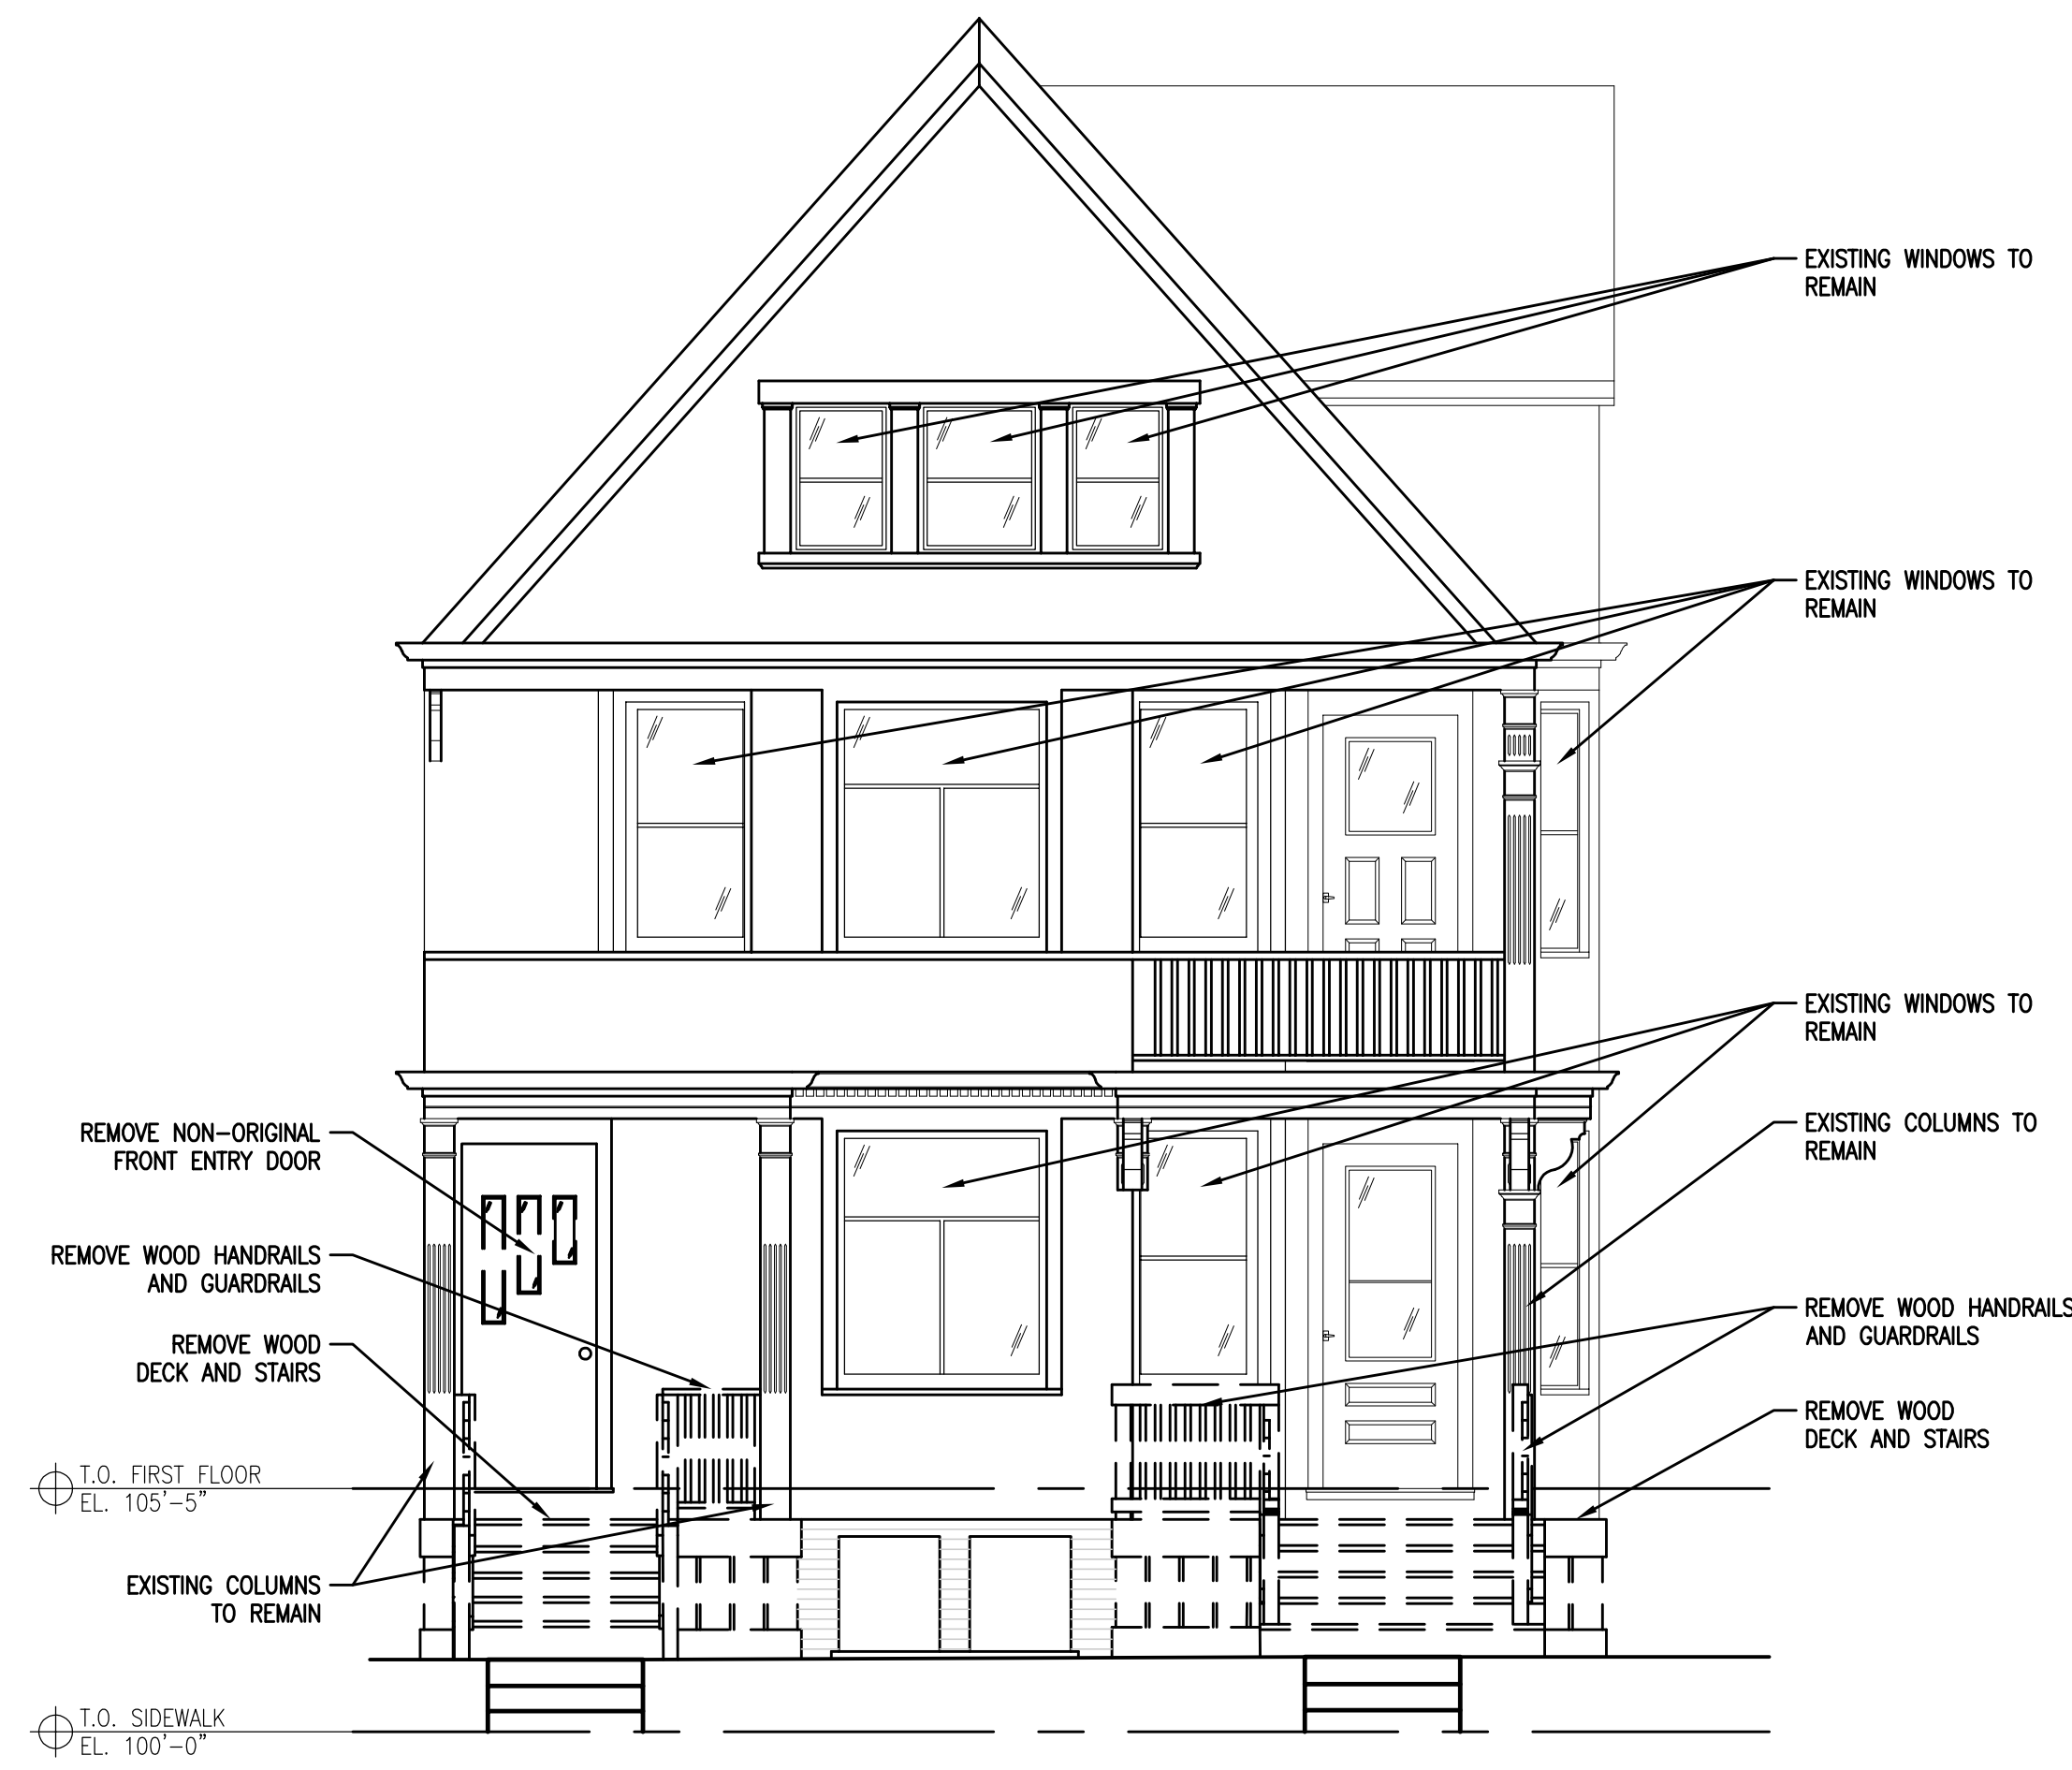 EXISTING WINDOWS TO
REMAIN
EXISTING WINDOWS TO
REMAIN
EXISTING WINDOWS TO
REMAIN
EXISTING COLUMNS TO
REMAIN
REMOVE WOOD HANDRAILS
AND GUARDRAILS
REMOVE WOOD
DECK AND STAIRS
REMOVE NON-ORIGINAL
FRONT ENTRY DOOR
REMOVE WOOD HANDRAILS
AND GUARDRAILS
REMOVE WOOD
DECK AND STAIRS
T.O. FIRST FLOOR
EL. 105'-5"
EXISTING COLUMNS
TO REMAIN
T.O. SIDEWALK
EL. 100'-0"